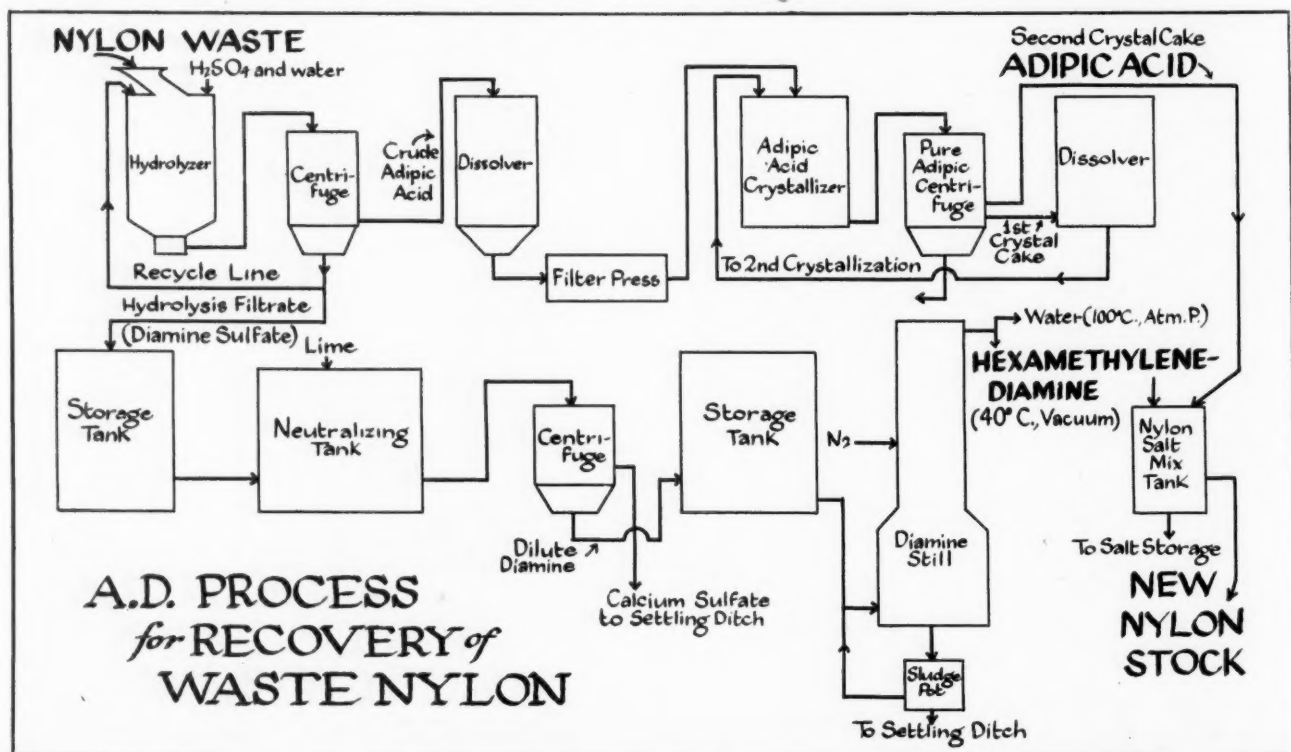 NYLON WASTE
H₂SO₄ and water
Hydrolyzer
Centri-
fuge
Crude
Adipic
Acid
Dissolver
Filter Press
Adipic
Acid
Crystallizer
Pure
Adipic
Centri-
fuge
Second Crystal Cake
ADIPIC ACID
Dissolver
1st
Crystal
Cake
To 2nd Crystallization
Recycle Line
Hydrolysis Filtrate
(Diamine Sulfate)
Storage
Tank
Lime
Neutralizing
Tank
Centri-
fuge
Dilute
Diamine
Calcium Sulfate
to Settling Ditch
Storage
Tank
N₂
Diamine
Still
Water (100°C., Atm. P.)
HEXAMETHYLENE-
DIAMINE
(40° C., Vacuum)
Nylon
Salt
Mix
Tank
To Salt Storage
NEW
NYLON
STOCK
Sludge
Pot
To Settling Ditch
A.D. PROCESS
for RECOVERY of
WASTE NYLON